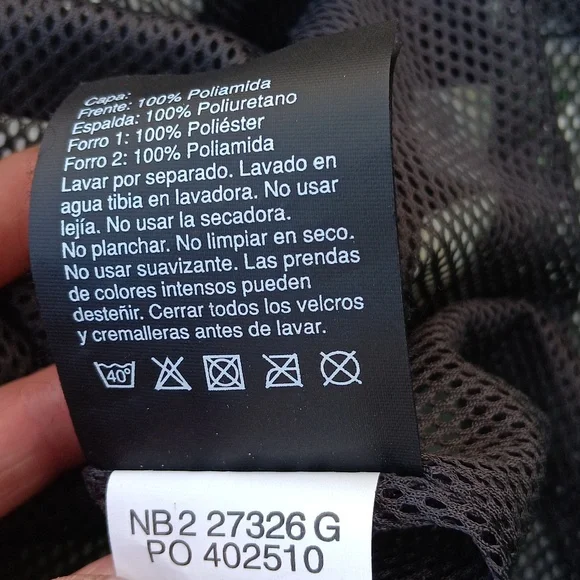 Capa:
Frente: 100% Poliamida
Espalda: 100% Poliuretano
Forro 1: 100% Poliéster
Forro 2: 100% Poliamida
Lavar por separado. Lavado en
agua tibia en lavadora. No usar
lejía. No usar la secadora.
No planchar. No limpiar en seco.
No usar suavizante. Las prendas
de colores intensos pueden
desteñir. Cerrar todos los velcros
y cremalleras antes de lavar.
40°
NB2 27326 G
PO 402510